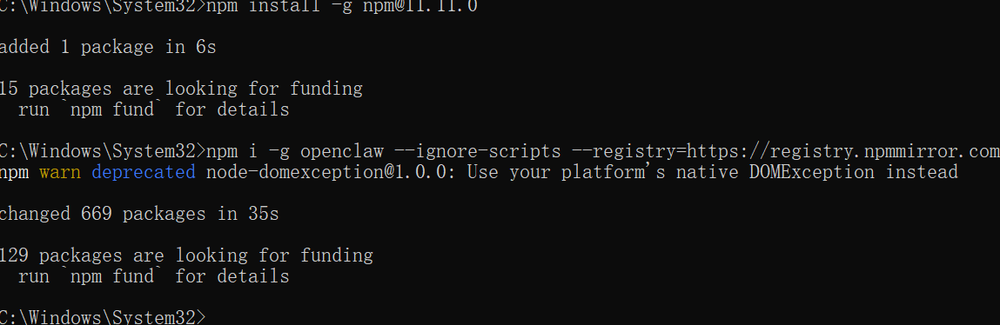 C:\Windows\System32>npm install -g npm@11.11.0
added 1 package in 6s
15 packages are looking for funding
  run `npm fund` for details
C:\Windows\System32>npm i -g openclaw --ignore-scripts --registry=https://registry.npmmirror.com
npm warn deprecated node-domexception@1.0.0: Use your platform's native DOMException instead
changed 669 packages in 35s
129 packages are looking for funding
  run `npm fund` for details
C:\Windows\System32>